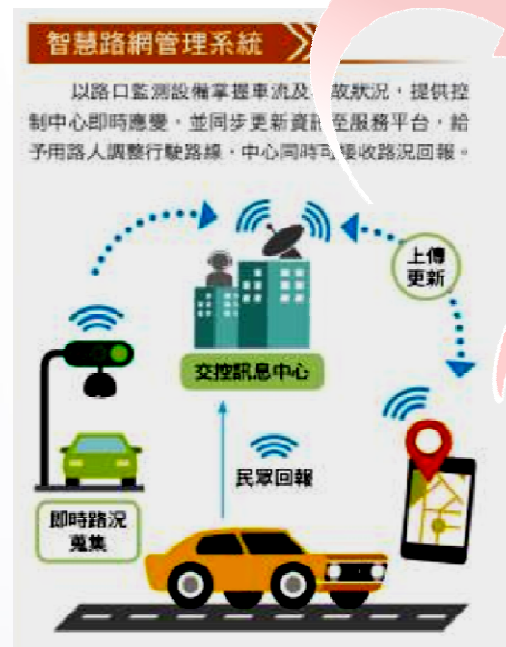 智慧路網管理系統
以路口監測設備掌握車流及 故狀況，提供控
制中心即時應變，並同步更新資訊至服務平台，給
予用路人調整行駛路線，中心同時可接收路況回報。
上傳
更新
交控訊息中心
民眾回報
即時路況
蒐集